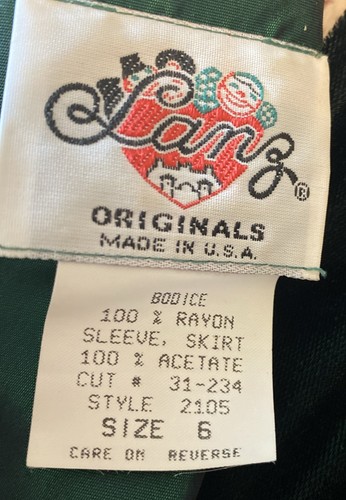 Lanz®
ORIGINALS
MADE IN U.S.A.
BODICE
100 % RAYON
SLEEVE, SKIRT
100 % ACETATE
CUT # 31-234
STYLE 2105
SIZE 6
CARE ON REVERSE